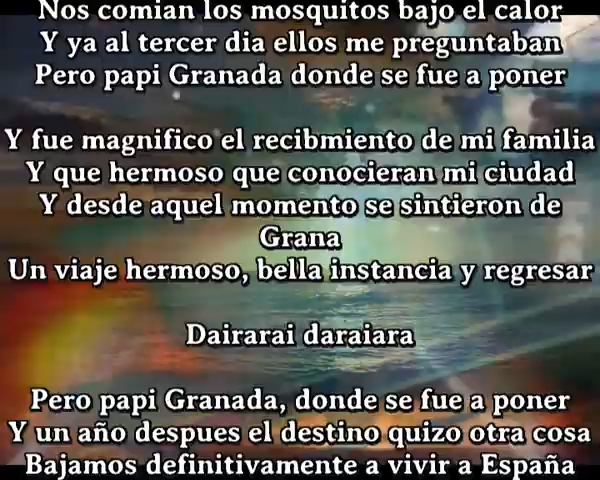 Nos comian los mosquitos bajo el calor
Y ya al tercer dia ellos me preguntaban
Pero papi Granada donde se fue a poner
Y fue magnifico el recibmiento de mi familia
Y que hermoso que conocieran mi ciudad
Y desde aquel momento se sintieron de
Grana
Un viaje hermoso, bella instancia y regresar
Dairarai daraiara
Pero papi Granada, donde se fue a poner
Y un año despues el destino quizo otra cosa
Bajamos definitivamente a vivir a España